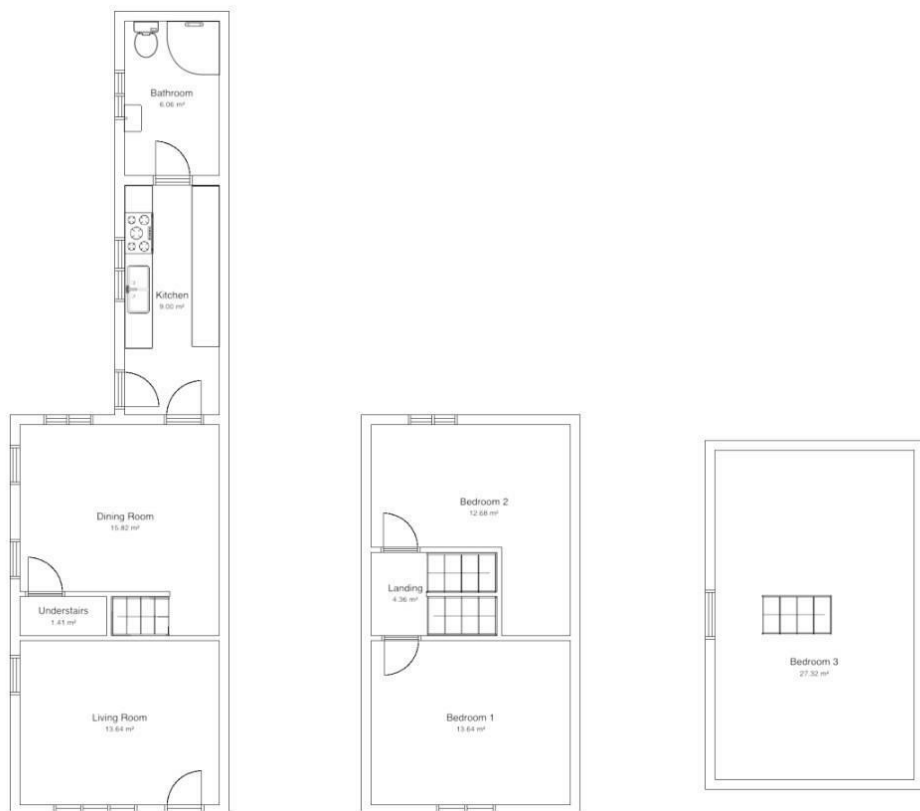 Bathroom
6.06 m²
Kitchen
9.00 m²
Dining Room
15.82 m²
Understairs
1.41 m²
Living Room
13.64 m²
Bedroom 2
12.68 m²
Landing
4.36 m²
Bedroom 1
13.64 m²
Bedroom 3
27.32 m²